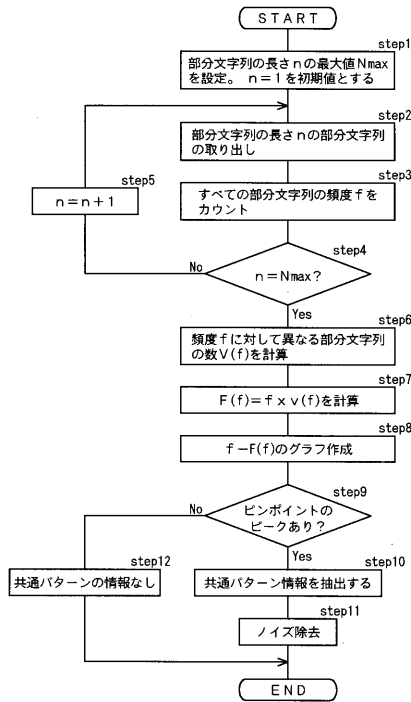 START
step1
部分文字列の長さnの最大値Nmax
を設定。 n=1を初期値とする
step2
部分文字列の長さnの部分文字列
の取り出し
step3
すべての部分文字列の頻度fを
カウント
step5
n=n+1
step4
n=Nmax?
No
Yes
step6
頻度fに対して異なる部分文字列
の数V(f)を計算
step7
F(f)=f x v(f)を計算
step8
f-F(f)のグラフ作成
step9
ピンポイントの
ピークあり?
No
Yes
step12
共通パターンの情報なし
step10
共通パターン情報を抽出する
step11
ノイズ除去
END